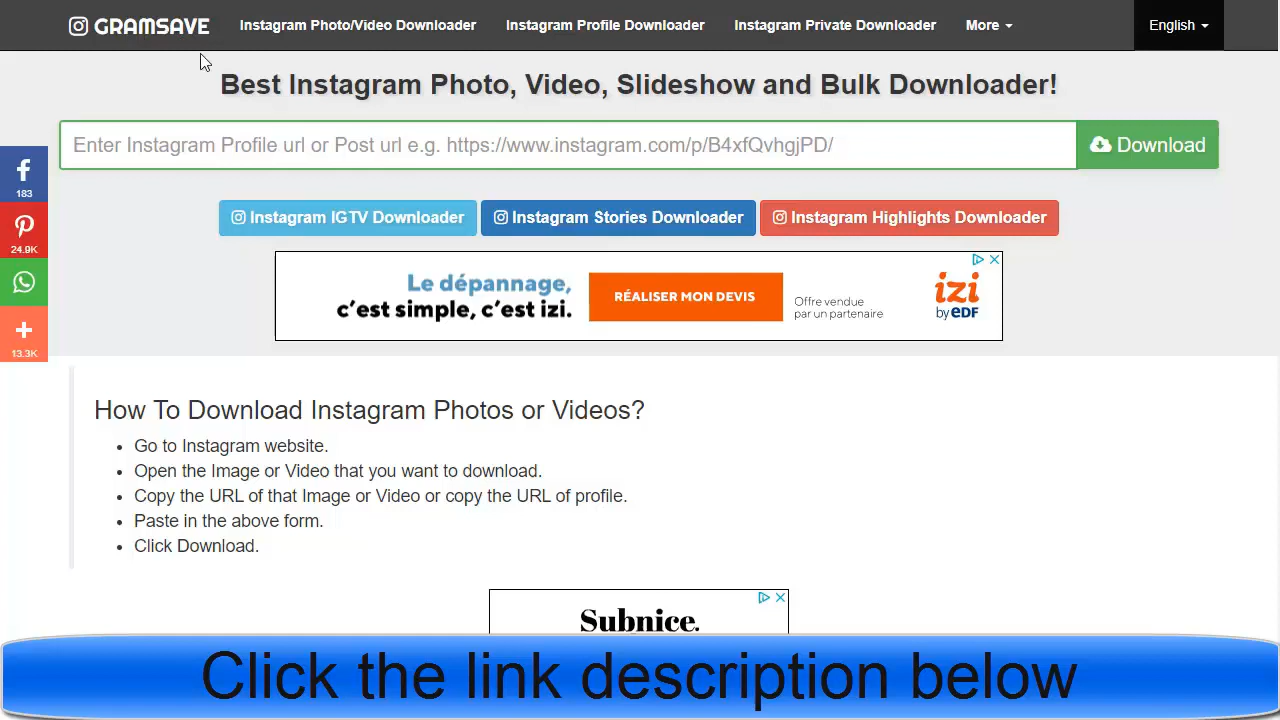 GRAMSAVE Instagram Photo/Video Downloader Instagram Profile Downloader Instagram Private Downloader More English
Best Instagram Photo, Video, Slideshow and Bulk Downloader!
Enter Instagram Profile url or Post url e.g. https://www.instagram.com/p/B4xfQvhgjPD/ Download
183
24.9K
13.3K
Instagram IGTV Downloader Instagram Stories Downloader Instagram Highlights Downloader
Le dépannage,
c'est simple, c'est izi.
RÉALISER MON DEVIS
Offre vendue
par un partenaire
izi
by EDF
How To Download Instagram Photos or Videos?
Go to Instagram website.
Open the Image or Video that you want to download.
Copy the URL of that Image or Video or copy the URL of profile.
Paste in the above form.
Click Download.
Subnice.
Click the link description below